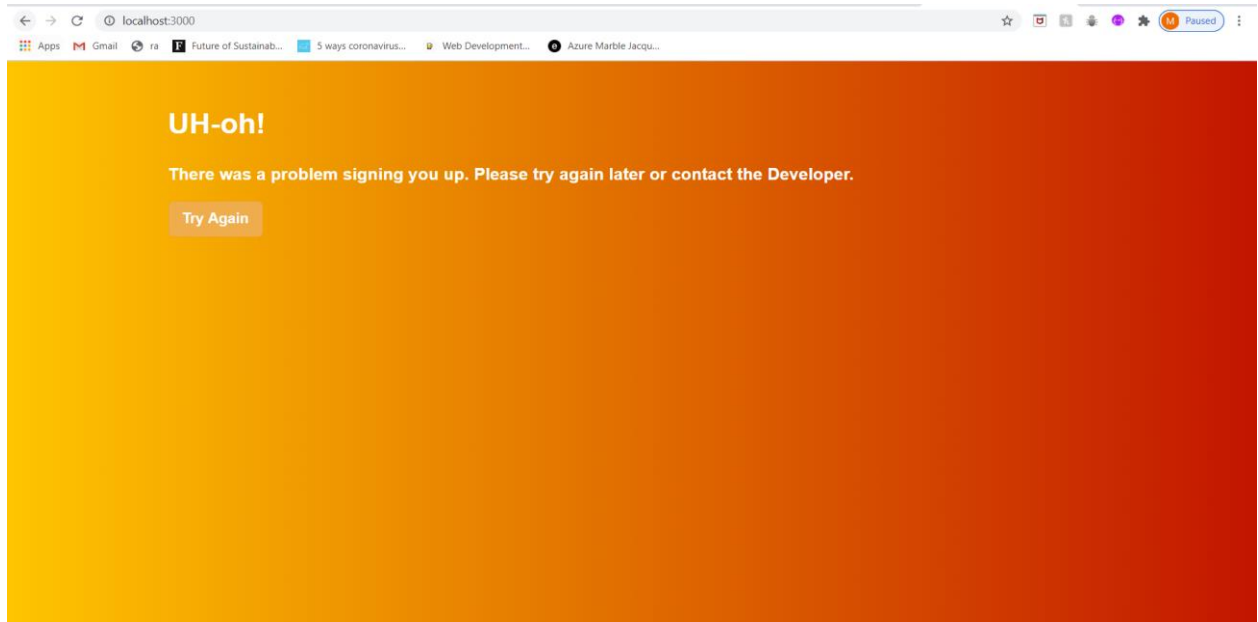 localhost:3000
M Paused
Apps Gmail ra F Future of Sustainab... 5 ways coronavirus... Web Development... e Azure Marble Jacqu...
UH-oh!
There was a problem signing you up. Please try again later or contact the Developer.
Try Again